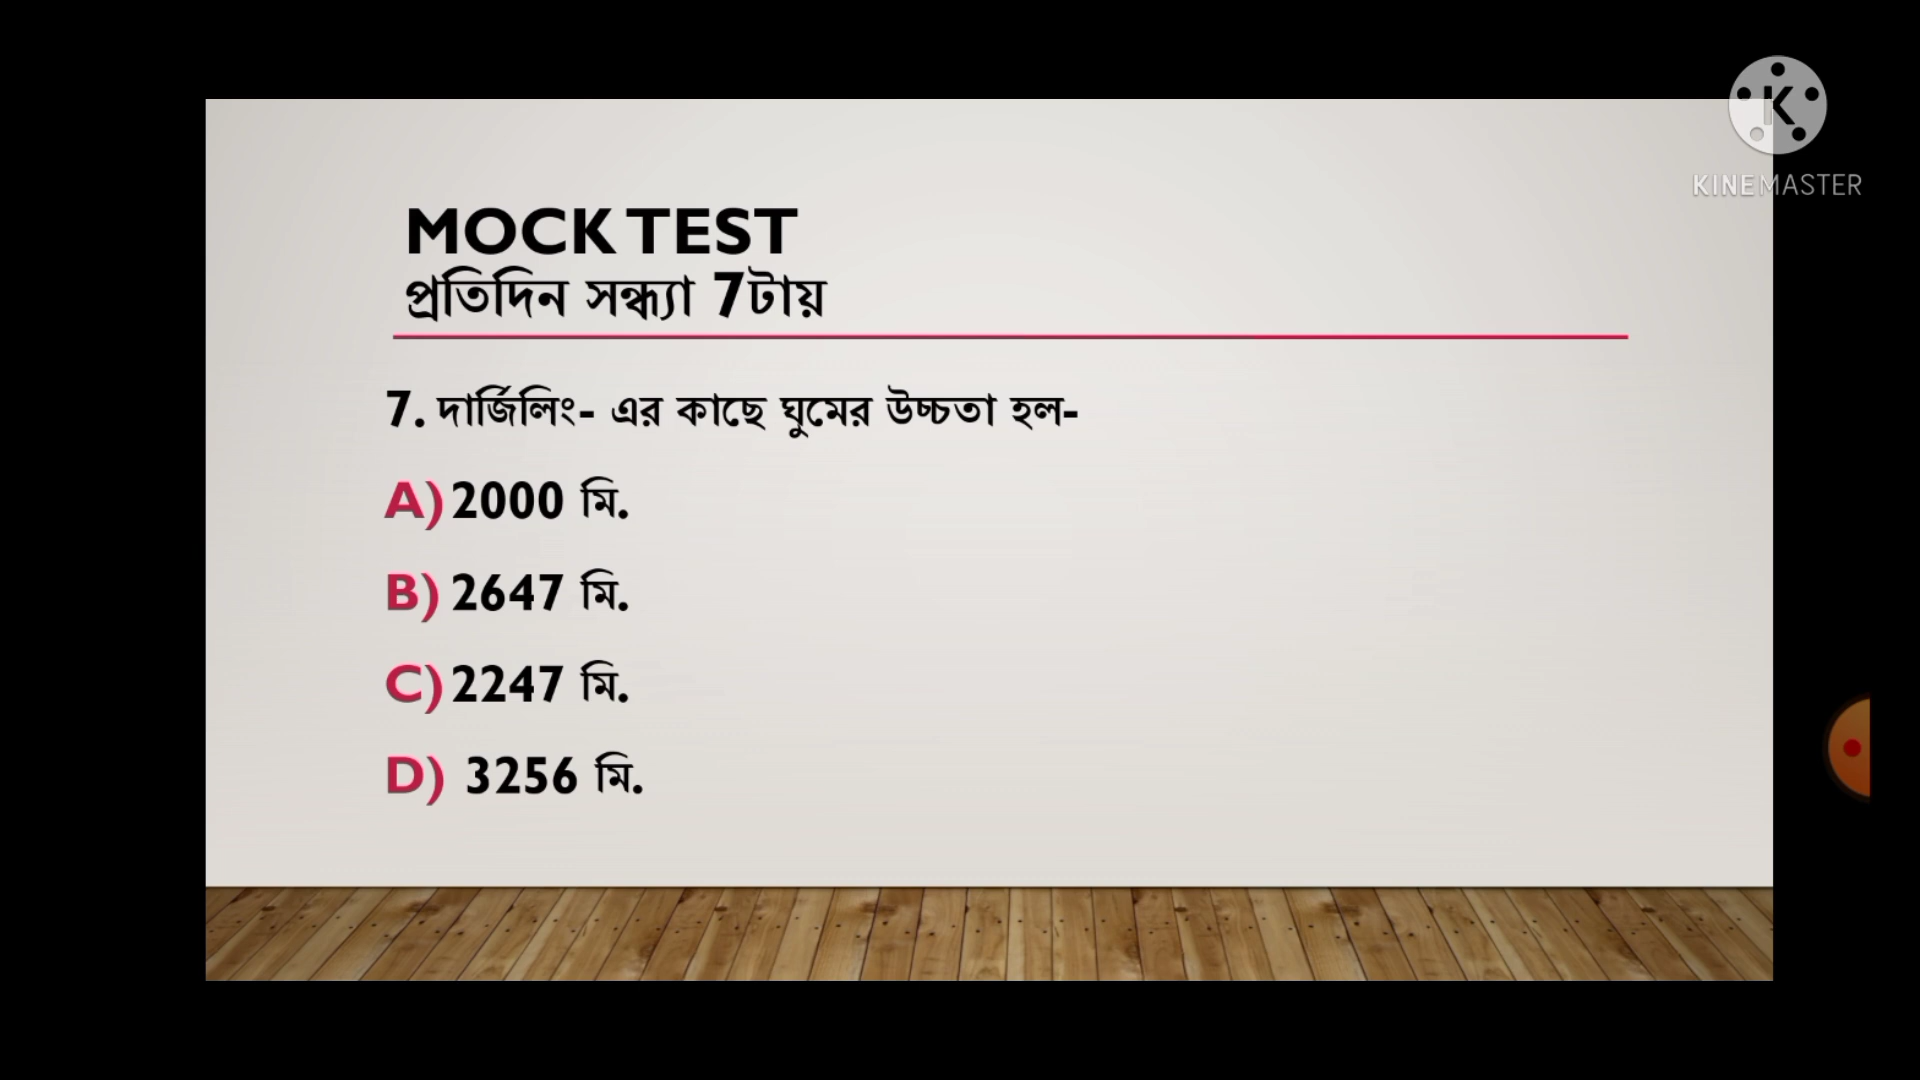 KINEMASTER
MOCK TEST
প্রতিদিন সন্ধ্যা 7টায়
7. দার্জিলিং- এর কাছে ঘুমের উচ্চতা হল-
A) 2000 মি.
B) 2647 মি.
C) 2247 মি.
D) 3256 মি.